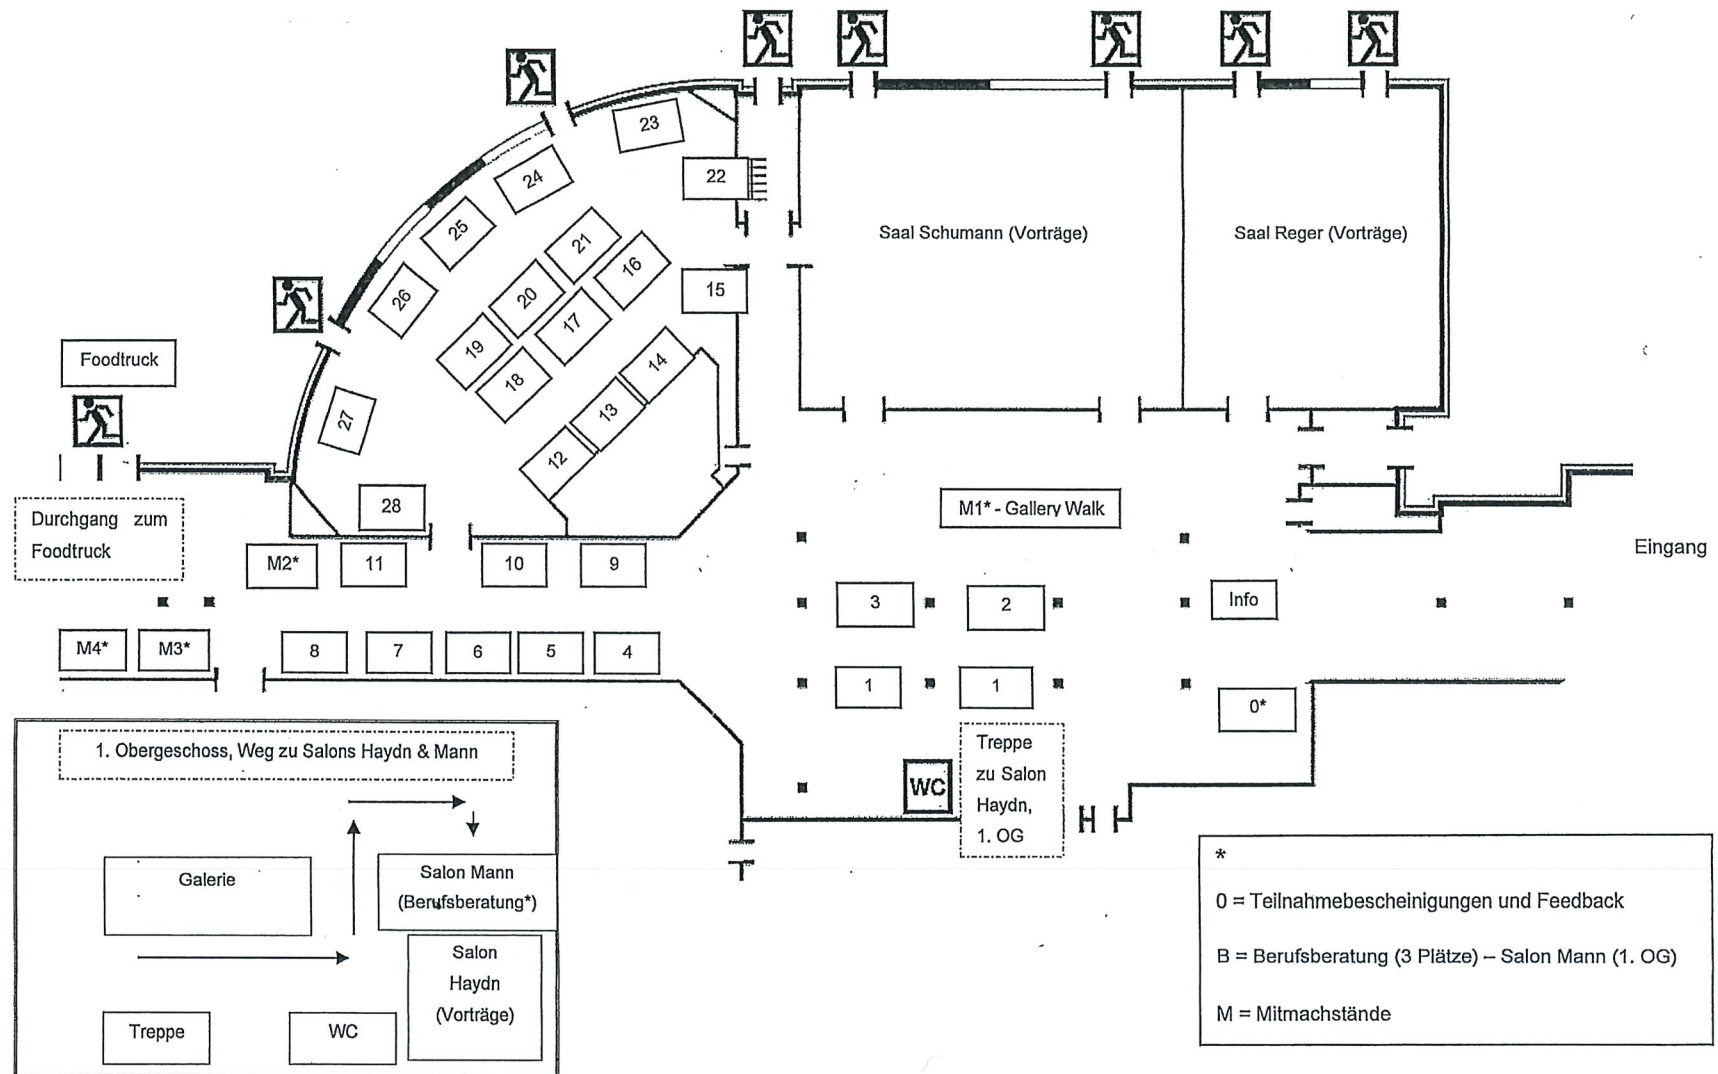 23
24
22
25
21
16
26
20
15
17
19
14
18
13
27
12
28
Saal Schumann (Vorträge)
Saal Reger (Vorträge)
Foodtruck
Durchgang zum
Foodtruck
M1* - Gallery Walk
Eingang
M2*
11
10
9
3
2
Info
M4*
M3*
8
7
6
5
4
1
1
0*
1. Obergeschoss, Weg zu Salons Haydn & Mann
Galerie
Salon Mann
(Berufsberatung*)
Salon
Haydn
(Vorträge)
Treppe
WC
WC
Treppe
zu Salon
Haydn,
1. OG
*
0 = Teilnahmebescheinigungen und Feedback
B = Berufsberatung (3 Plätze) – Salon Mann (1. OG)
M = Mitmachstände